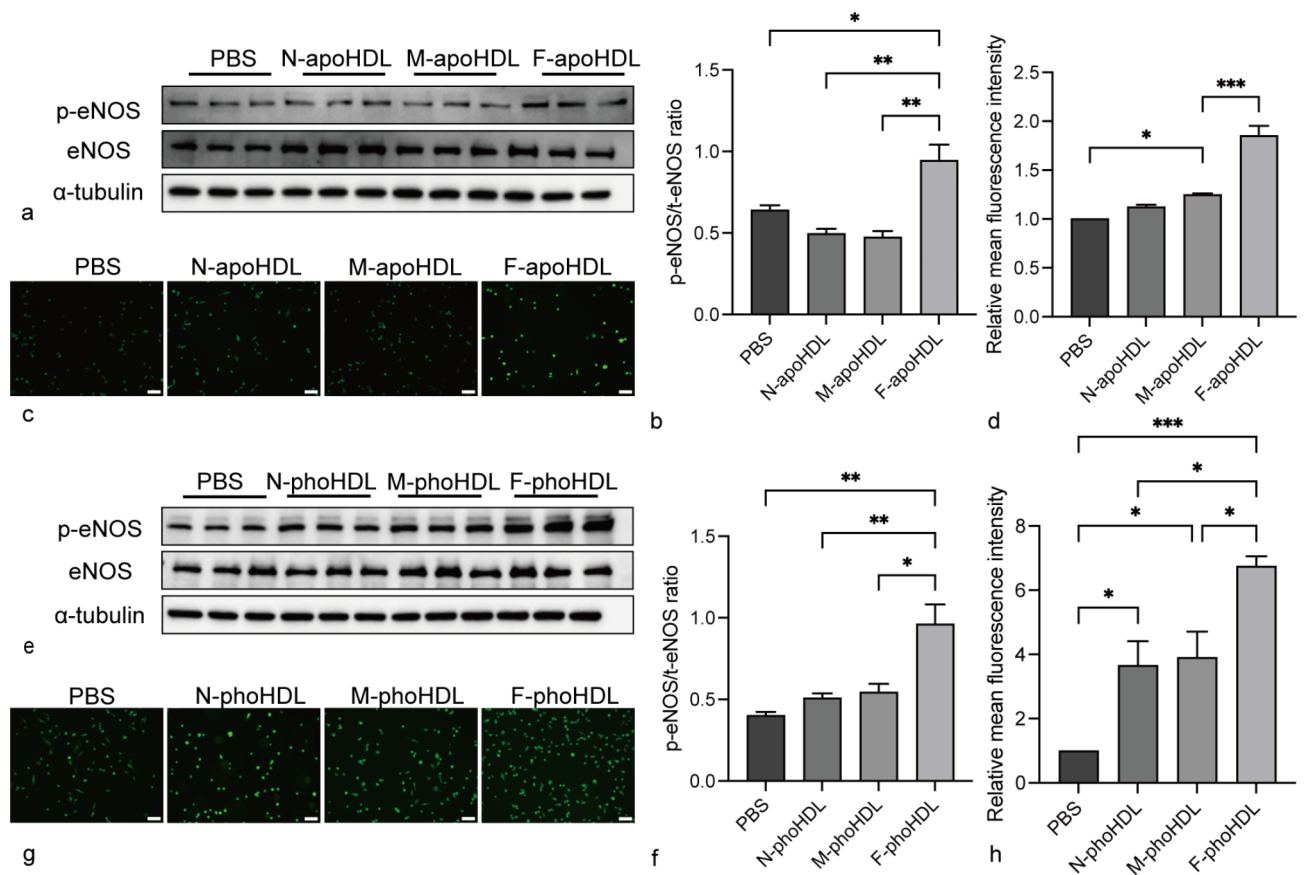 PBS N-apoHDL M-apoHDL F-apoHDL
p-eNOS
eNOS
α-tubulin
a
PBS N-apoHDL M-apoHDL F-apoHDL
c
* 
**
**
p-eNOS/t-eNOS ratio
1.5
1.0
0.5
0.0
PBS N-apoHDL M-apoHDL F-apoHDL
b
***
*
Relative mean fluorescence intensity
2.5
2.0
1.5
1.0
0.5
0.0
PBS N-apoHDL M-apoHDL F-apoHDL
d
PBS N-phoHDL M-phoHDL F-phoHDL
p-eNOS
eNOS
α-tubulin
e
PBS N-phoHDL M-phoHDL F-phoHDL
g
**
**
*
p-eNOS/t-eNOS ratio
1.5
1.0
0.5
0.0
PBS N-phoHDL M-phoHDL F-phoHDL
f
***
*
* *
*
Relative mean fluorescence intensity
8
6
4
2
0
PBS N-phoHDL M-phoHDL F-phoHDL
h